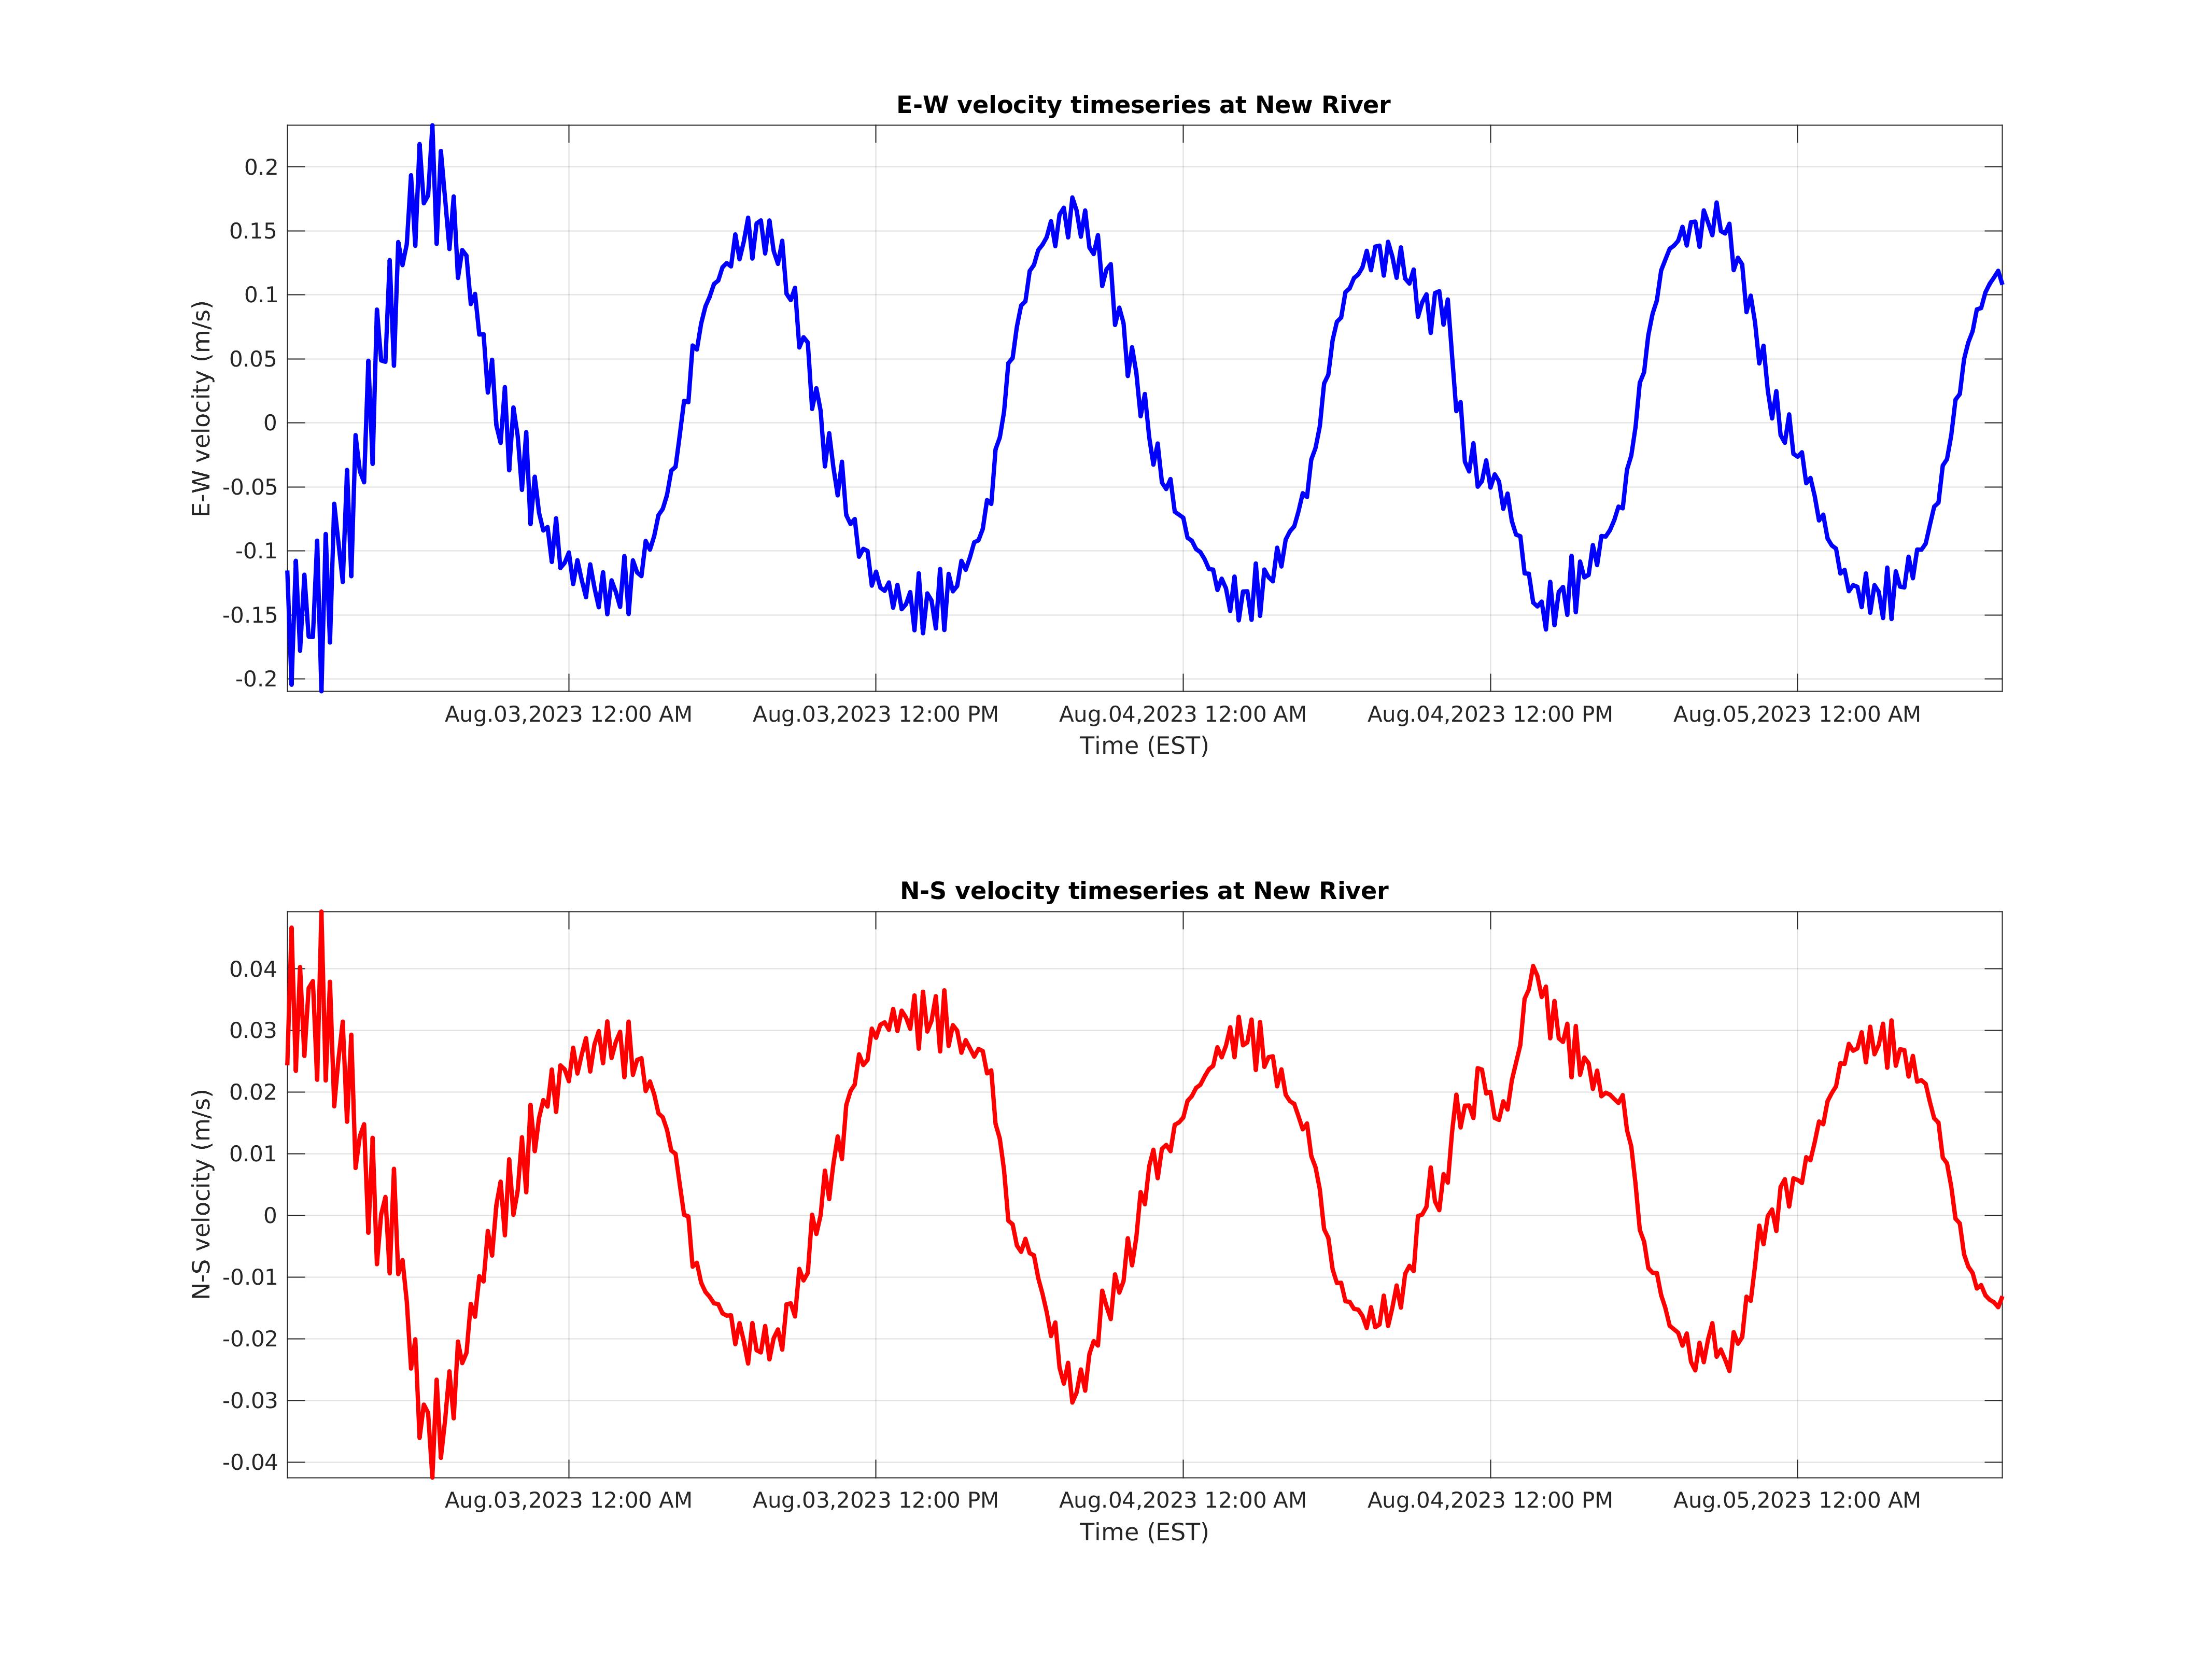 E-W velocity timeseries at New River
E-W velocity (m/s)
0.2
0.15
0.1
0.05
0
-0.05
-0.1
-0.15
-0.2
Aug.03,2023 12:00 AM Aug.03,2023 12:00 PM Aug.04,2023 12:00 AM Aug.04,2023 12:00 PM Aug.05,2023 12:00 AM
Time (EST)
N-S velocity timeseries at New River
N-S velocity (m/s)
0.04
0.03
0.02
0.01
0
-0.01
-0.02
-0.03
-0.04
Aug.03,2023 12:00 AM Aug.03,2023 12:00 PM Aug.04,2023 12:00 AM Aug.04,2023 12:00 PM Aug.05,2023 12:00 AM
Time (EST)